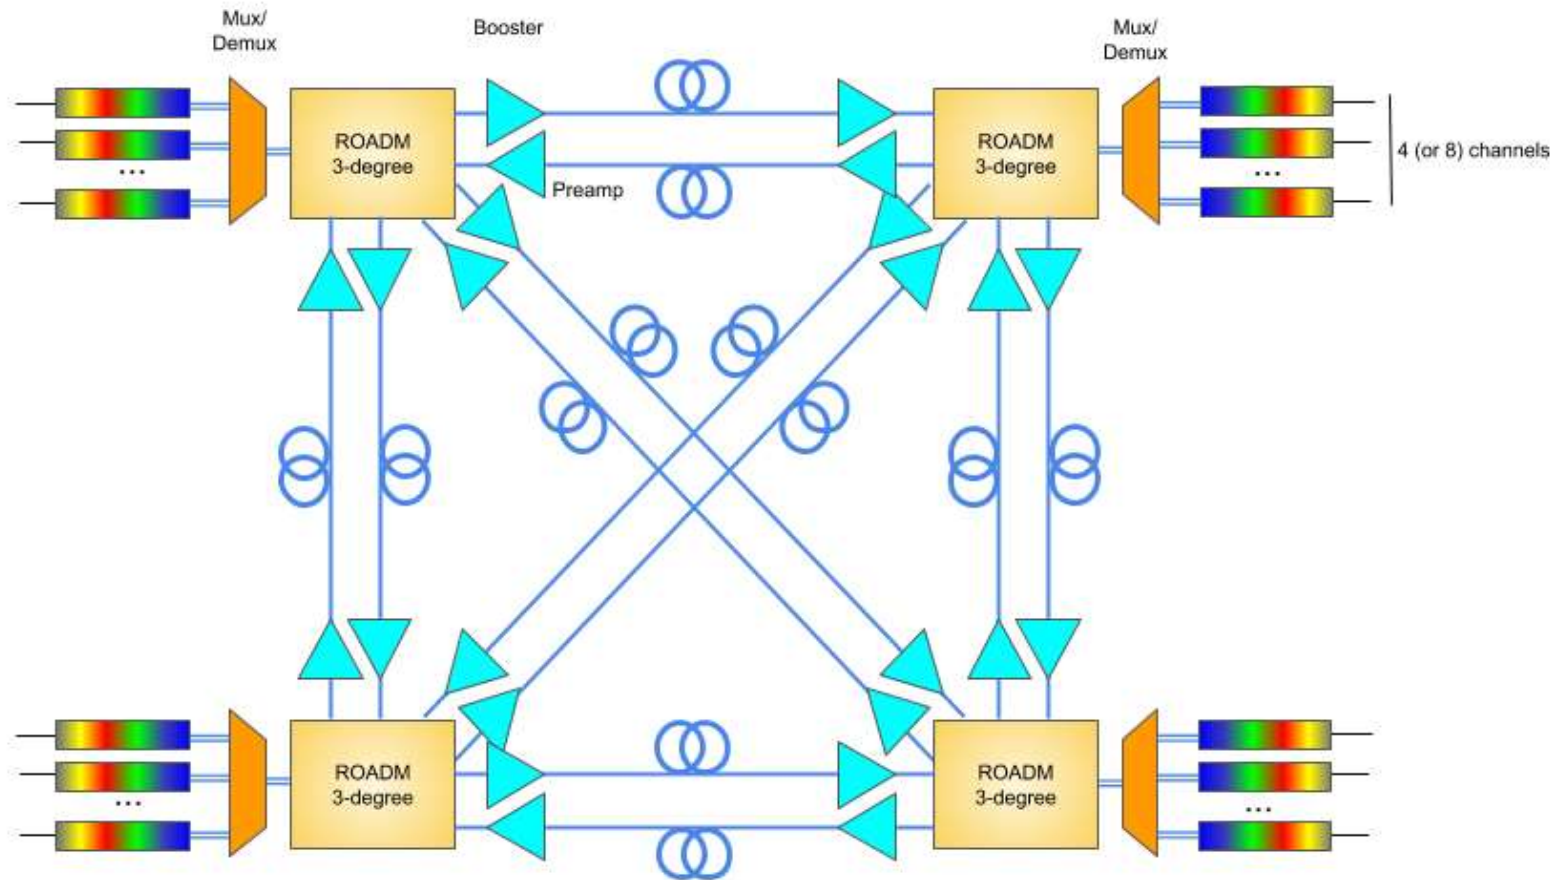 Mux/
Demux
Booster
Mux/
Demux
ROADM
3-degree
ROADM
3-degree
4 (or 8) channels
...
...
Preamp
ROADM
3-degree
ROADM
3-degree
...
...